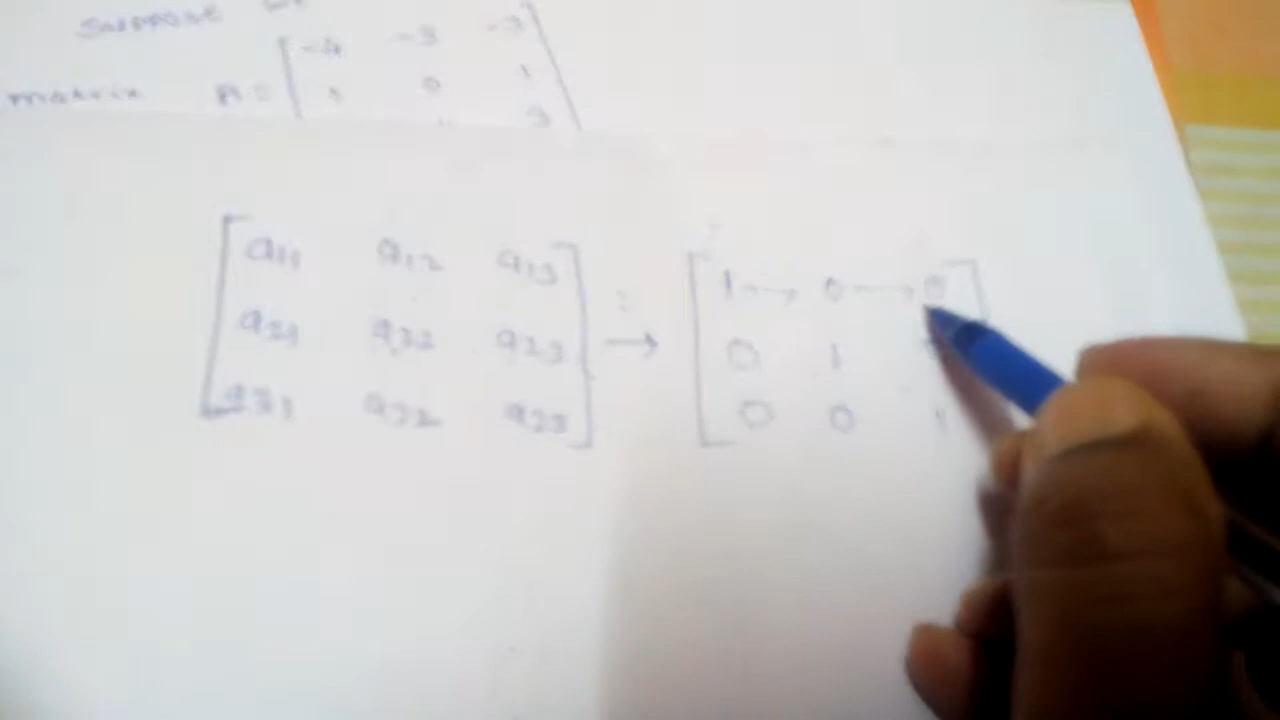 suppose
matrix A = [ -4 -3 -3
1 0 1
3
[ a11 a12 a13 ] [ 1 → 0 → 0 ]
a21 a22 a23 → 0 1
a31 a32 a33 0 0 1